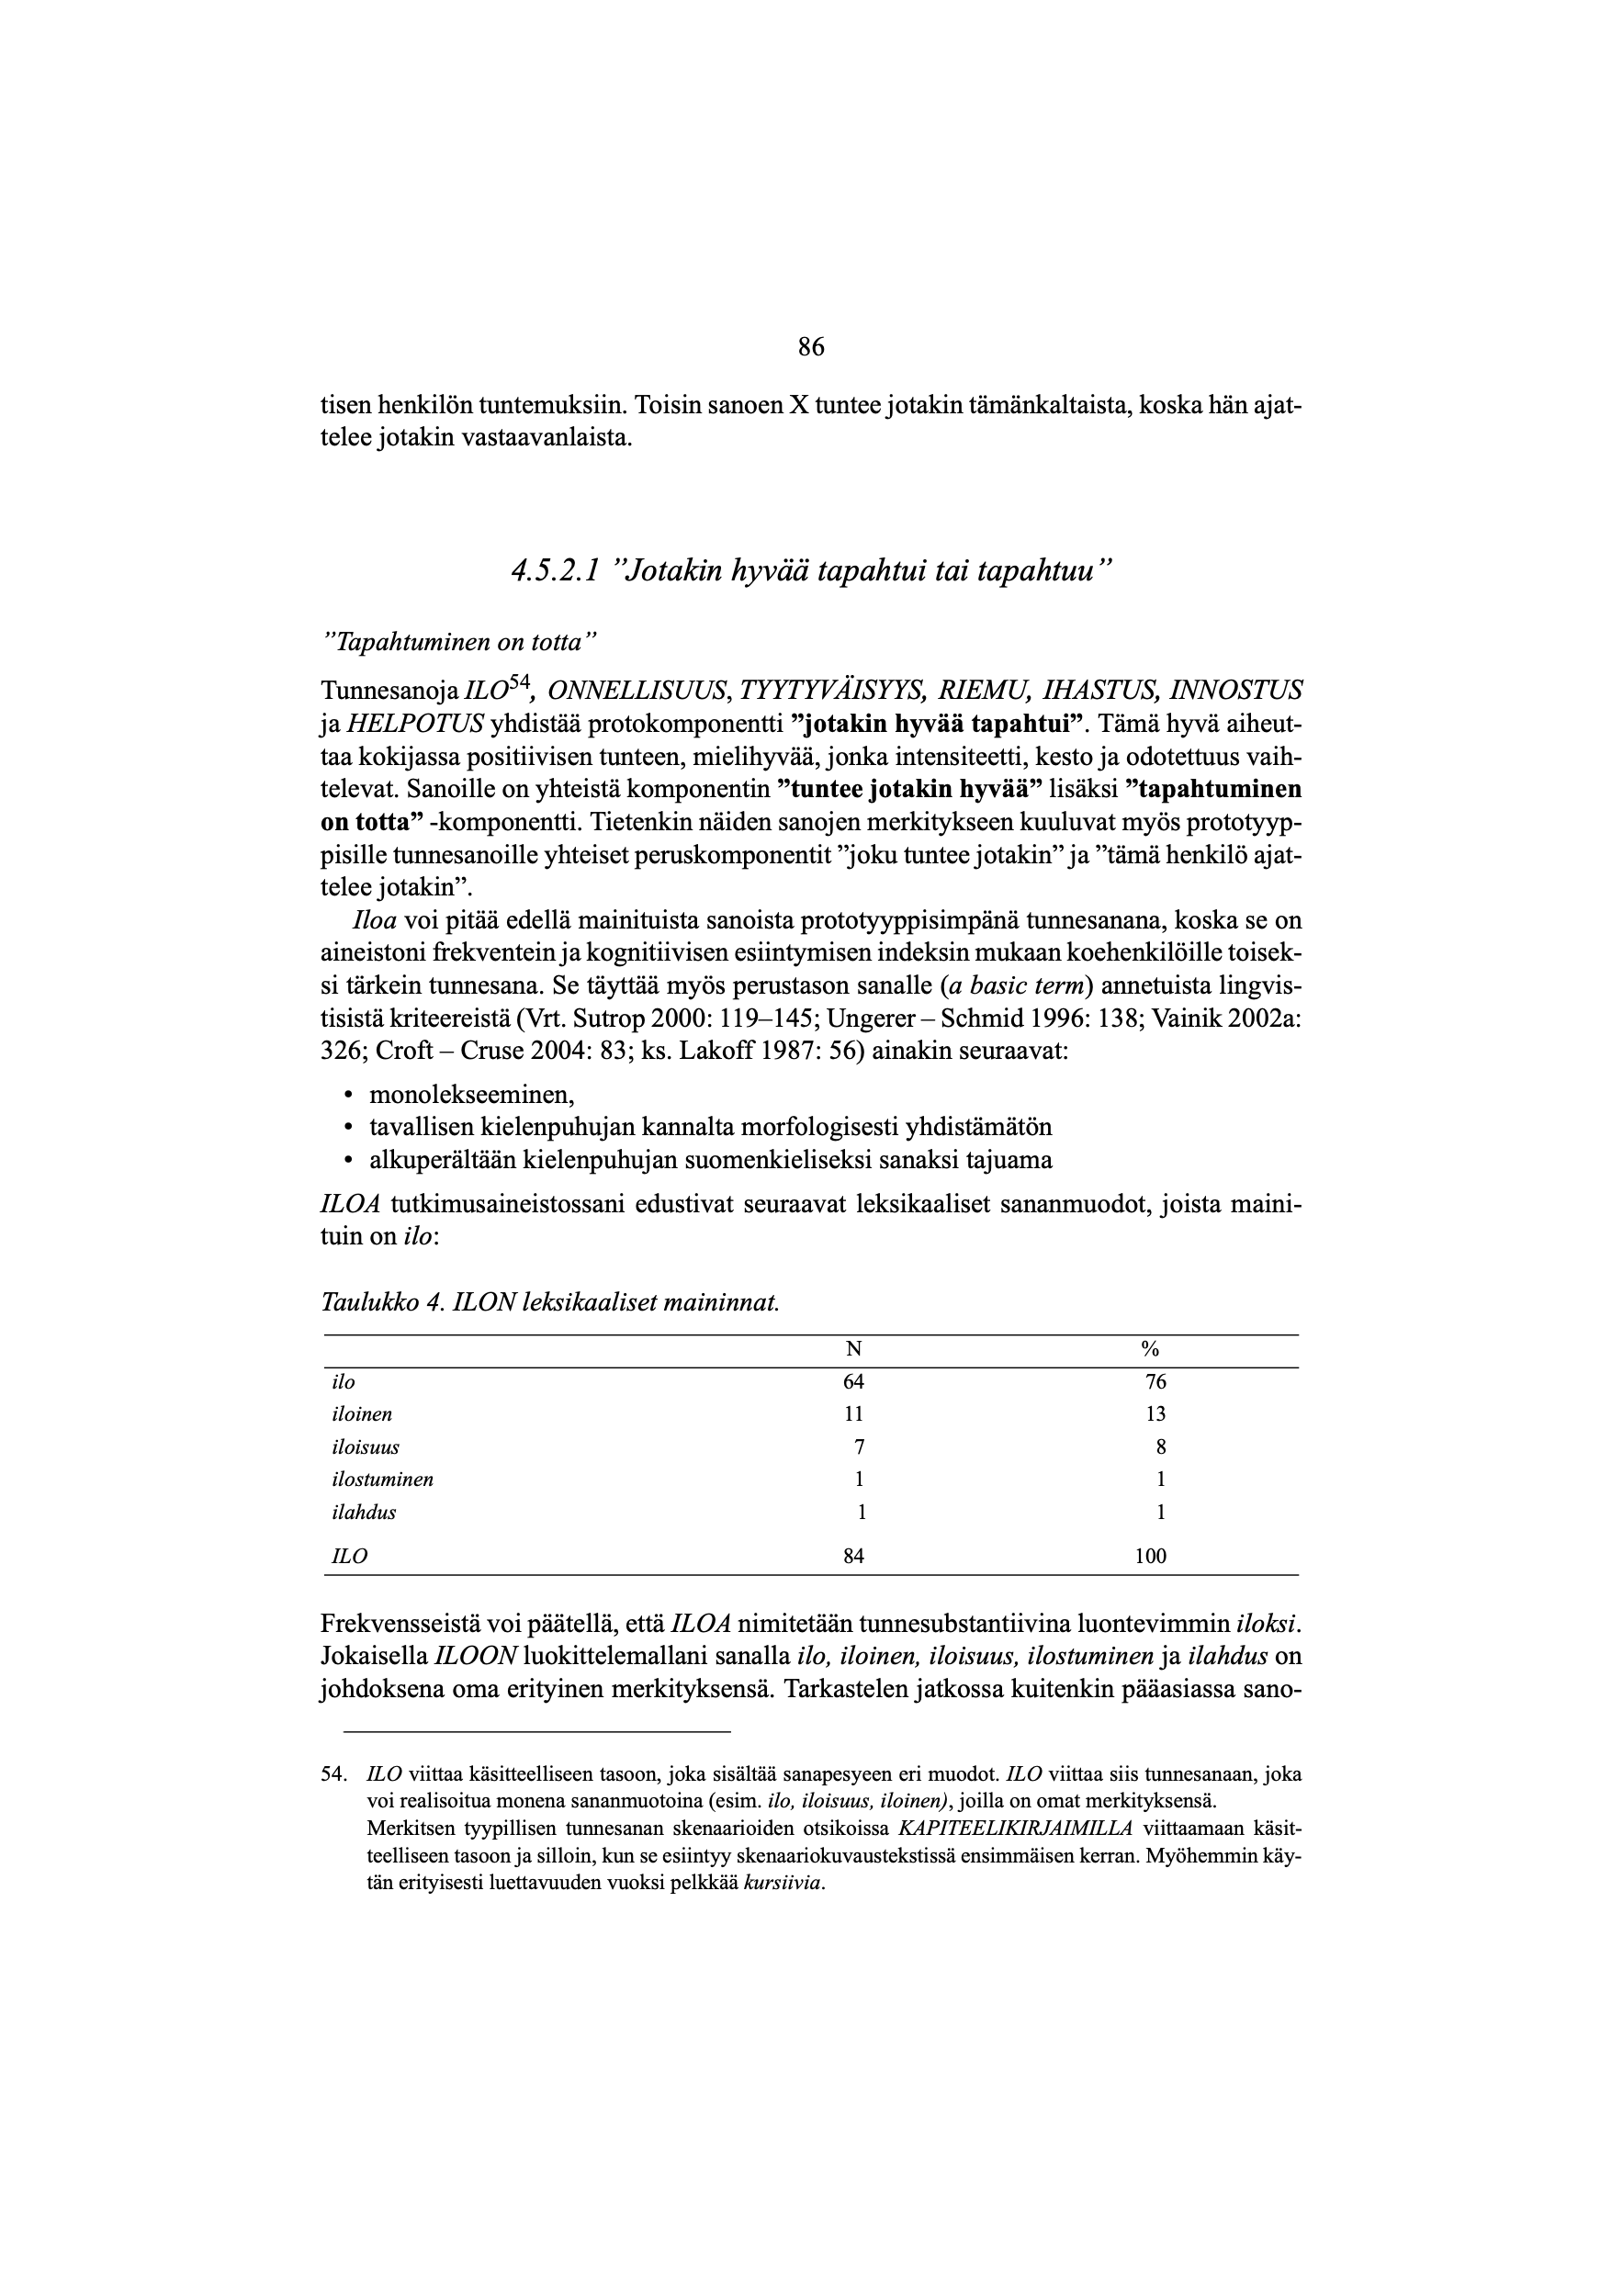 86
tisen henkilön tuntemuksiin. Toisin sanoen X tuntee jotakin tämänkaltaista, koska hän ajat-
telee jotakin vastaavanlaista.
4.5.2.1 ”Jotakin hyvää tapahtui tai tapahtuu”
”Tapahtuminen on totta”
Tunnesanoja ILO54, ONNELLISUUS, TYYTYVÄISYYS, RIEMU, IHASTUS, INNOSTUS
ja HELPOTUS yhdistää protokomponentti ”jotakin hyvää tapahtui”. Tämä hyvä aiheut-
taa kokijassa positiivisen tunteen, mielihyvää, jonka intensiteetti, kesto ja odotettuus vaih-
televat. Sanoille on yhteistä komponentin ”tuntee jotakin hyvää” lisäksi ”tapahtuminen
on totta” -komponentti. Tietenkin näiden sanojen merkitykseen kuuluvat myös prototyyp-
pisille tunnesanoille yhteiset peruskomponentit ”joku tuntee jotakin” ja ”tämä henkilö ajat-
telee jotakin”.
Iloa voi pitää edellä mainituista sanoista prototyyppisimpänä tunnesanana, koska se on
aineistoni frekventein ja kognitiivisen esiintymisen indeksin mukaan koehenkilöille toisek-
si tärkein tunnesana. Se täyttää myös perustason sanalle (a basic term) annetuista lingvis-
tisistä kriteereistä (Vrt. Sutrop 2000: 119–145; Ungerer – Schmid 1996: 138; Vainik 2002a:
326; Croft – Cruse 2004: 83; ks. Lakoff 1987: 56) ainakin seuraavat:
• monolekseeminen,
• tavallisen kielenpuhujan kannalta morfologisesti yhdistämätön
• alkuperältään kielenpuhujan suomenkieliseksi sanaksi tajuama
ILOA tutkimusaineistossani edustivat seuraavat leksikaaliset sananmuodot, joista maini-
tuin on ilo:
Taulukko 4. ILON leksikaaliset maininnat.
N %
ilo 64 76
iloinen 11 13
iloisuus 7 8
ilostuminen 1 1
ilahdus 1 1
ILO 84 100
Frekvensseistä voi päätellä, että ILOA nimitetään tunnesubstantiivina luontevimmin iloksi.
Jokaisella ILOON luokittelemallani sanalla ilo, iloinen, iloisuus, ilostuminen ja ilahdus on
johdoksena oma erityinen merkityksensä. Tarkastelen jatkossa kuitenkin pääasiassa sano-
54. ILO viittaa käsitteelliseen tasoon, joka sisältää sanapesyeen eri muodot. ILO viittaa siis tunnesanaan, joka
voi realisoitua monena sananmuotoina (esim. ilo, iloisuus, iloinen), joilla on omat merkityksensä.
Merkitsen tyypillisen tunnesanan skenaarioiden otsikoissa KAPITEELIKIRJAIMILLA viittaamaan käsit-
teelliseen tasoon ja silloin, kun se esiintyy skenaariokuvaustekstissä ensimmäisen kerran. Myöhemmin käy-
tän erityisesti luettavuuden vuoksi pelkkää kursiivia.